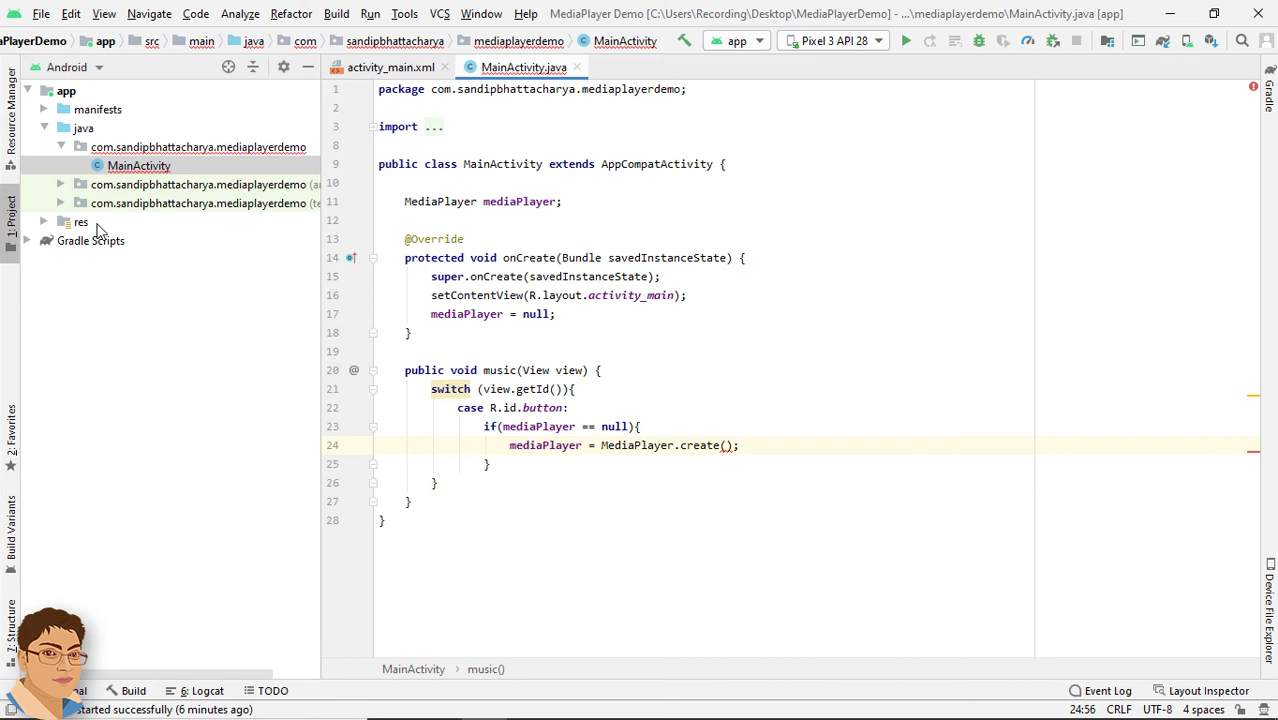 File Edit View Navigate Code Analyze Refactor Build Run Tools VCS Window Help MediaPlayer Demo [C:\Users\Recording\Desktop\MediaPlayerDemo] - ...\mediaplayerdemo\MainActivity.java [app]
aPlayerDemo app src main java com sandipbhattacharya mediaplayerdemo MainActivity app Pixel 3 API 28
Android
activity_main.xml MainActivity.java
app
manifests
java
com.sandipbhattacharya.mediaplayerdemo
MainActivity
com.sandipbhattacharya.mediaplayerdemo (a
com.sandipbhattacharya.mediaplayerdemo (te
res
Gradle Scripts
Resource Manager
1: Project
2: Favorites
Build Variants
7: Structure
1 package com.sandipbhattacharya.mediaplayerdemo;
2
3 import ...
8
9 public class MainActivity extends AppCompatActivity {
10
11 MediaPlayer mediaPlayer;
12
13 @Override
14 protected void onCreate(Bundle savedInstanceState) {
15 super.onCreate(savedInstanceState);
16 setContentView(R.layout.activity_main);
17 mediaPlayer = null;
18 }
19
20 @ public void music(View view) {
21 switch (view.getId()){
22 case R.id.button:
23 if(mediaPlayer == null){
24 mediaPlayer = MediaPlayer.create();
25 }
26 }
27 }
28 }
MainActivity music()
Gradle
Device File Explorer
nal Build 6: Logcat TODO Event Log Layout Inspector
started successfully (6 minutes ago) 24:56 CRLF UTF-8 4 spaces